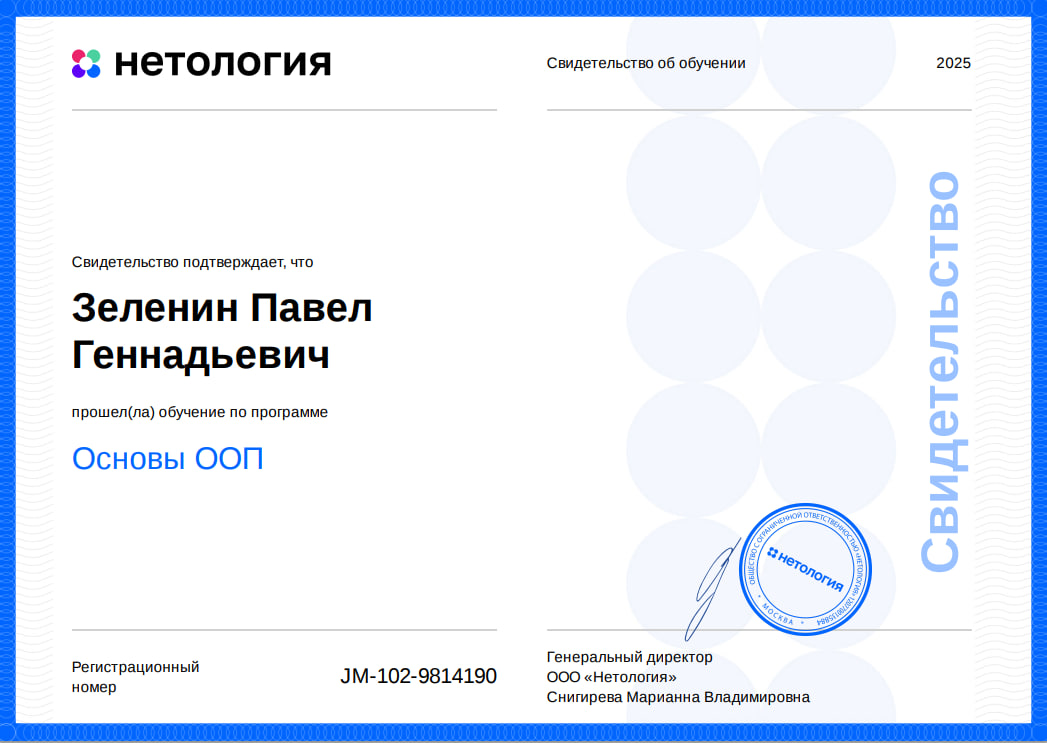 нетология
Свидетельство об обучении
2025
Свидетельство подтверждает, что
Зеленин Павел
Геннадьевич
прошел(ла) обучение по программе
Основы ООП
Свидетельство
ОБЩЕСТВО С ОГРАНИЧЕННОЙ ОТВЕТСТВЕННОСТЬЮ «НЕТОЛОГИЯ»
* МОСКВА *
нетология
Регистрационный
номер
JM-102-9814190
Генеральный директор
ООО «Нетология»
Снигирева Марианна Владимировна